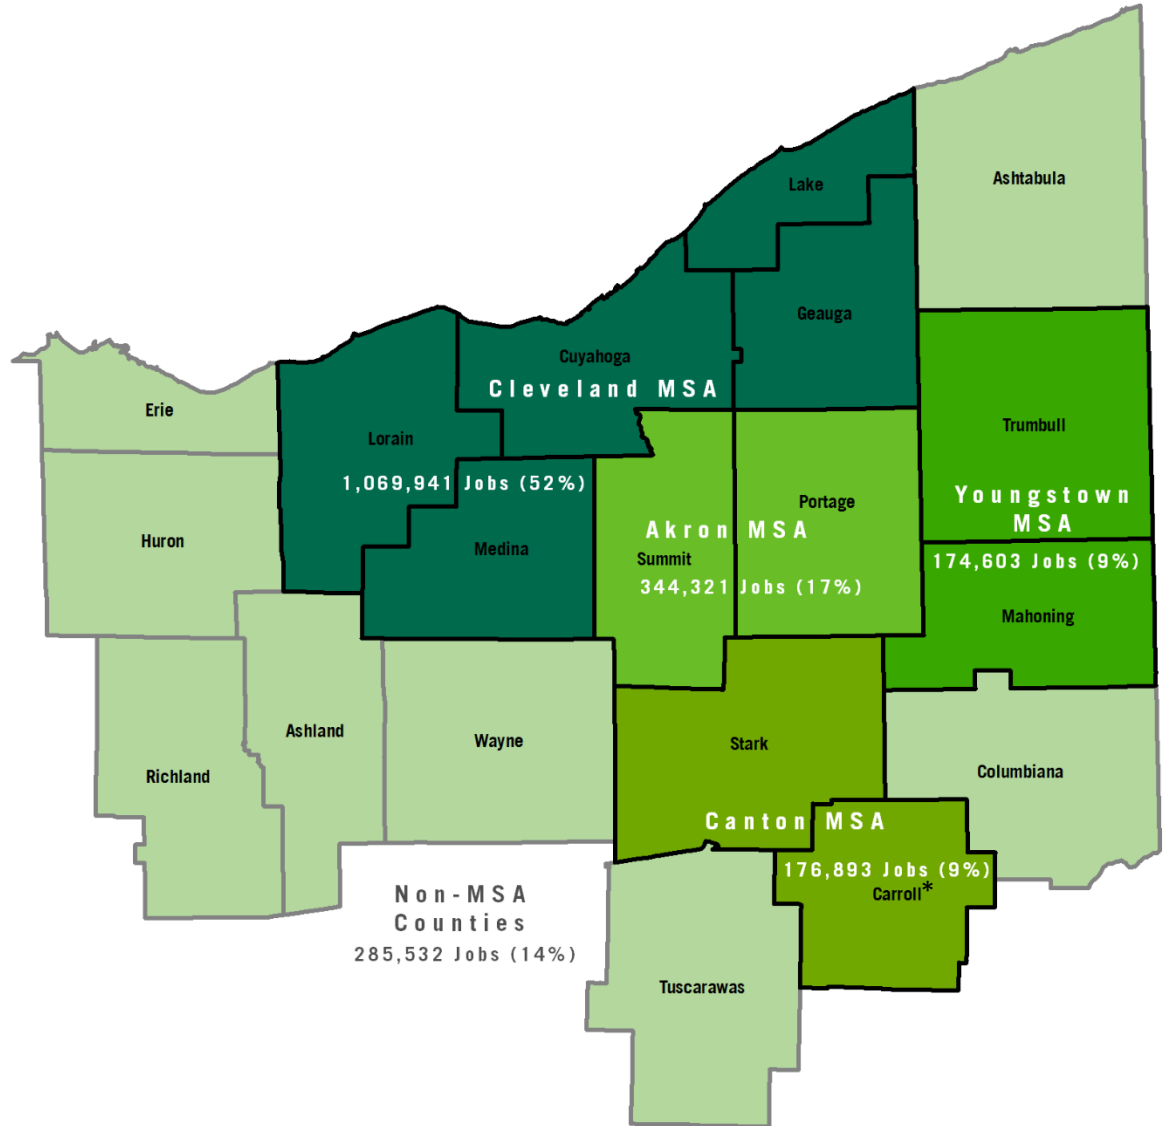 Lake
Ashtabula
Geauga
Cuyahoga
Cleveland MSA
Erie
Lorain
Trumbull
1,069,941 Jobs (52%)
Portage
Youngstown
MSA
Akron MSA
Huron
Medina
Summit
174,603 Jobs (9%)
344,321 Jobs (17%)
Mahoning
Ashland
Wayne
Stark
Richland
Columbiana
Canton MSA
176,893 Jobs (9%)
Carroll*
Non-MSA
Counties
285,532 Jobs (14%)
Tuscarawas